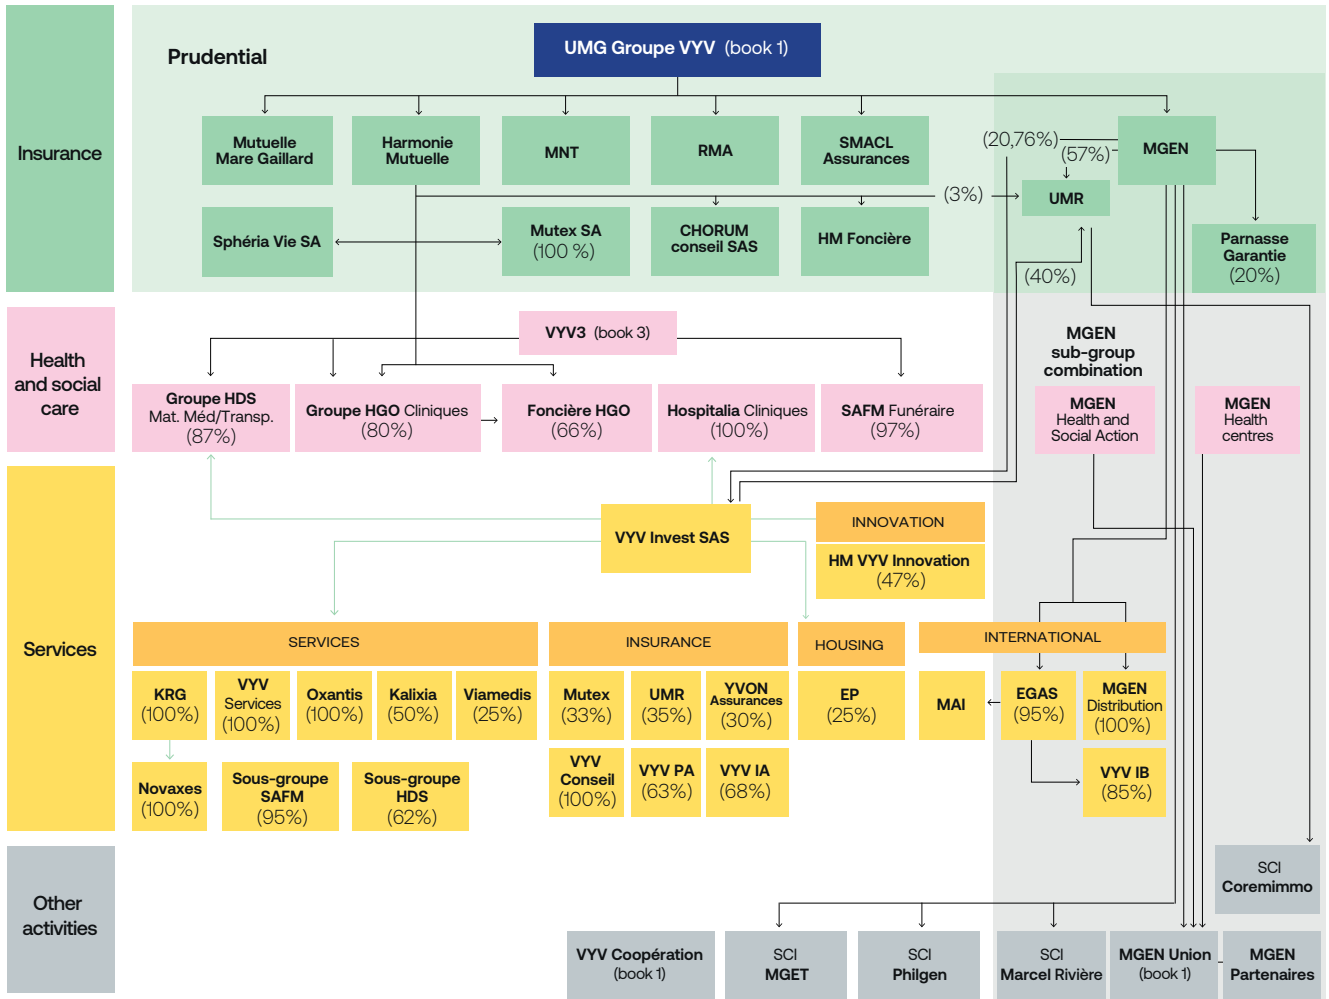 Insurance
Prudential
UMG Groupe VYV (book 1)
Mutuelle
Mare Gaillard
Harmonie
Mutuelle
MNT
RMA
SMACL
Assurances
(20,76%)
(57%)
MGEN
(3%)
UMR
Sphéria Vie SA
Mutex SA
(100 %)
CHORUM
conseil SAS
HM Foncière
(40%)
Parnasse
Garantie
(20%)
Health
and social
care
VYV3 (book 3)
MGEN
sub-group
combination
Groupe HDS
Mat. Méd/Transp.
(87%)
Groupe HGO Cliniques
(80%)
Foncière HGO
(66%)
Hospitalia Cliniques
(100%)
SAFM Funéraire
(97%)
MGEN
Health and
Social Action
MGEN
Health
centres
Services
VYV Invest SAS
INNOVATION
HM VYV Innovation
(47%)
SERVICES
INSURANCE
HOUSING
INTERNATIONAL
KRG
(100%)
VYV
Services
(100%)
Oxantis
(100%)
Kalixia
(50%)
Viamedis
(25%)
Mutex
(33%)
UMR
(35%)
YVON
Assurances
(30%)
EP
(25%)
MAI
EGAS
(95%)
MGEN
Distribution
(100%)
Novaxes
(100%)
Sous-groupe
SAFM
(95%)
Sous-groupe
HDS
(62%)
VYV
Conseil
(100%)
VYV PA
(63%)
VYV IA
(68%)
VYV IB
(85%)
Other
activities
SCI
Coremimmo
VYV Coopération
(book 1)
SCI
MGET
SCI
Philgen
SCI
Marcel Rivière
MGEN Union
(book 1)
MGEN
Partenaires